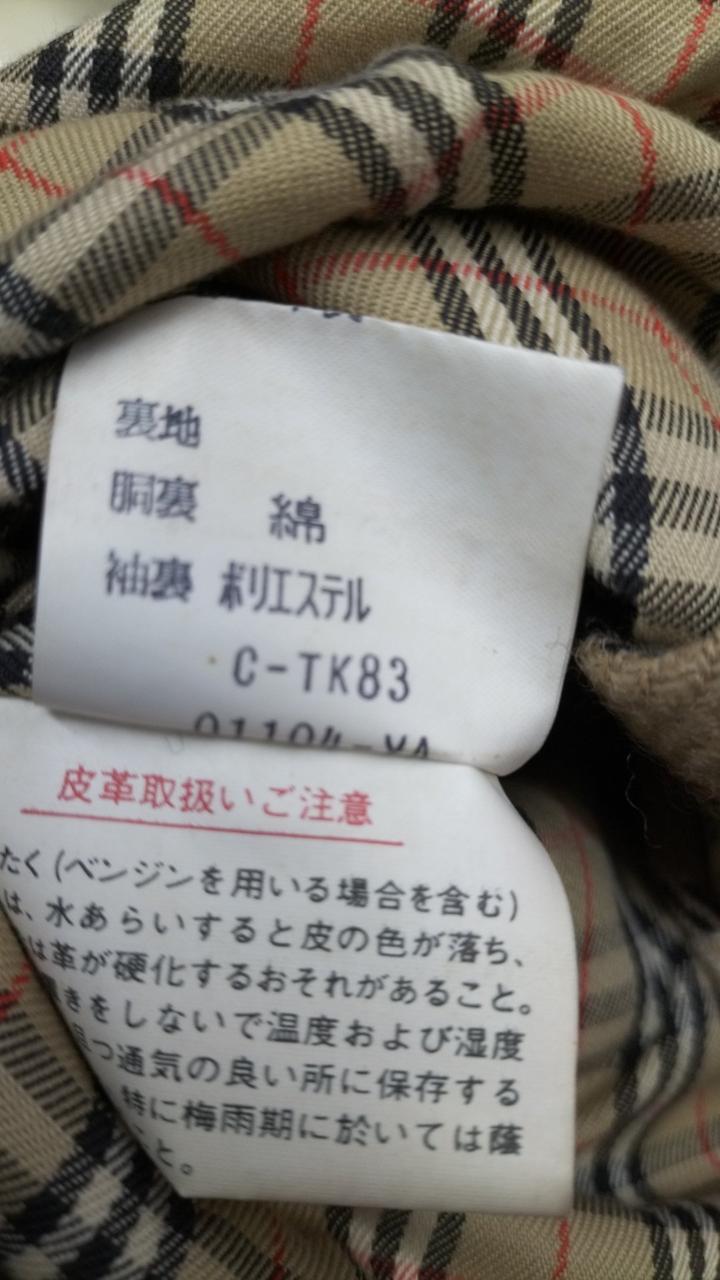 裏地
胴裏 綿
袖裏 ポリエステル
C-TK83
01104-YA
皮革取扱いご注意
たく(ベンジンを用いる場合を含む)
は、水あらいすると皮の色が落ち、
は革が硬化するおそれがあること。
きをしないで温度および湿度
つ通気の良い所に保存する
特に梅雨期に於いては蔭
こと。